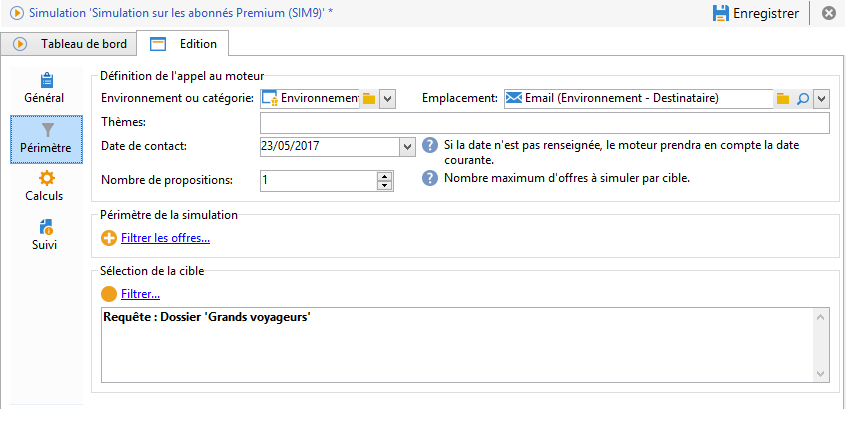 Simulation 'Simulation sur les abonnés Premium (SIM9)' *
Enregistrer
Tableau de bord
Edition
Général
Périmètre
Calculs
Suivi
Définition de l'appel au moteur
Environnement ou catégorie: Environnemen Emplacement: Email (Environnement - Destinataire)
Thèmes:
Date de contact: 23/05/2017 Si la date n'est pas renseignée, le moteur prendra en compte la date
courante.
Nombre de propositions: 1 Nombre maximum d'offres à simuler par cible.
Périmètre de la simulation
Filtrer les offres...
Sélection de la cible
Filtrer...
Requête : Dossier 'Grands voyageurs'